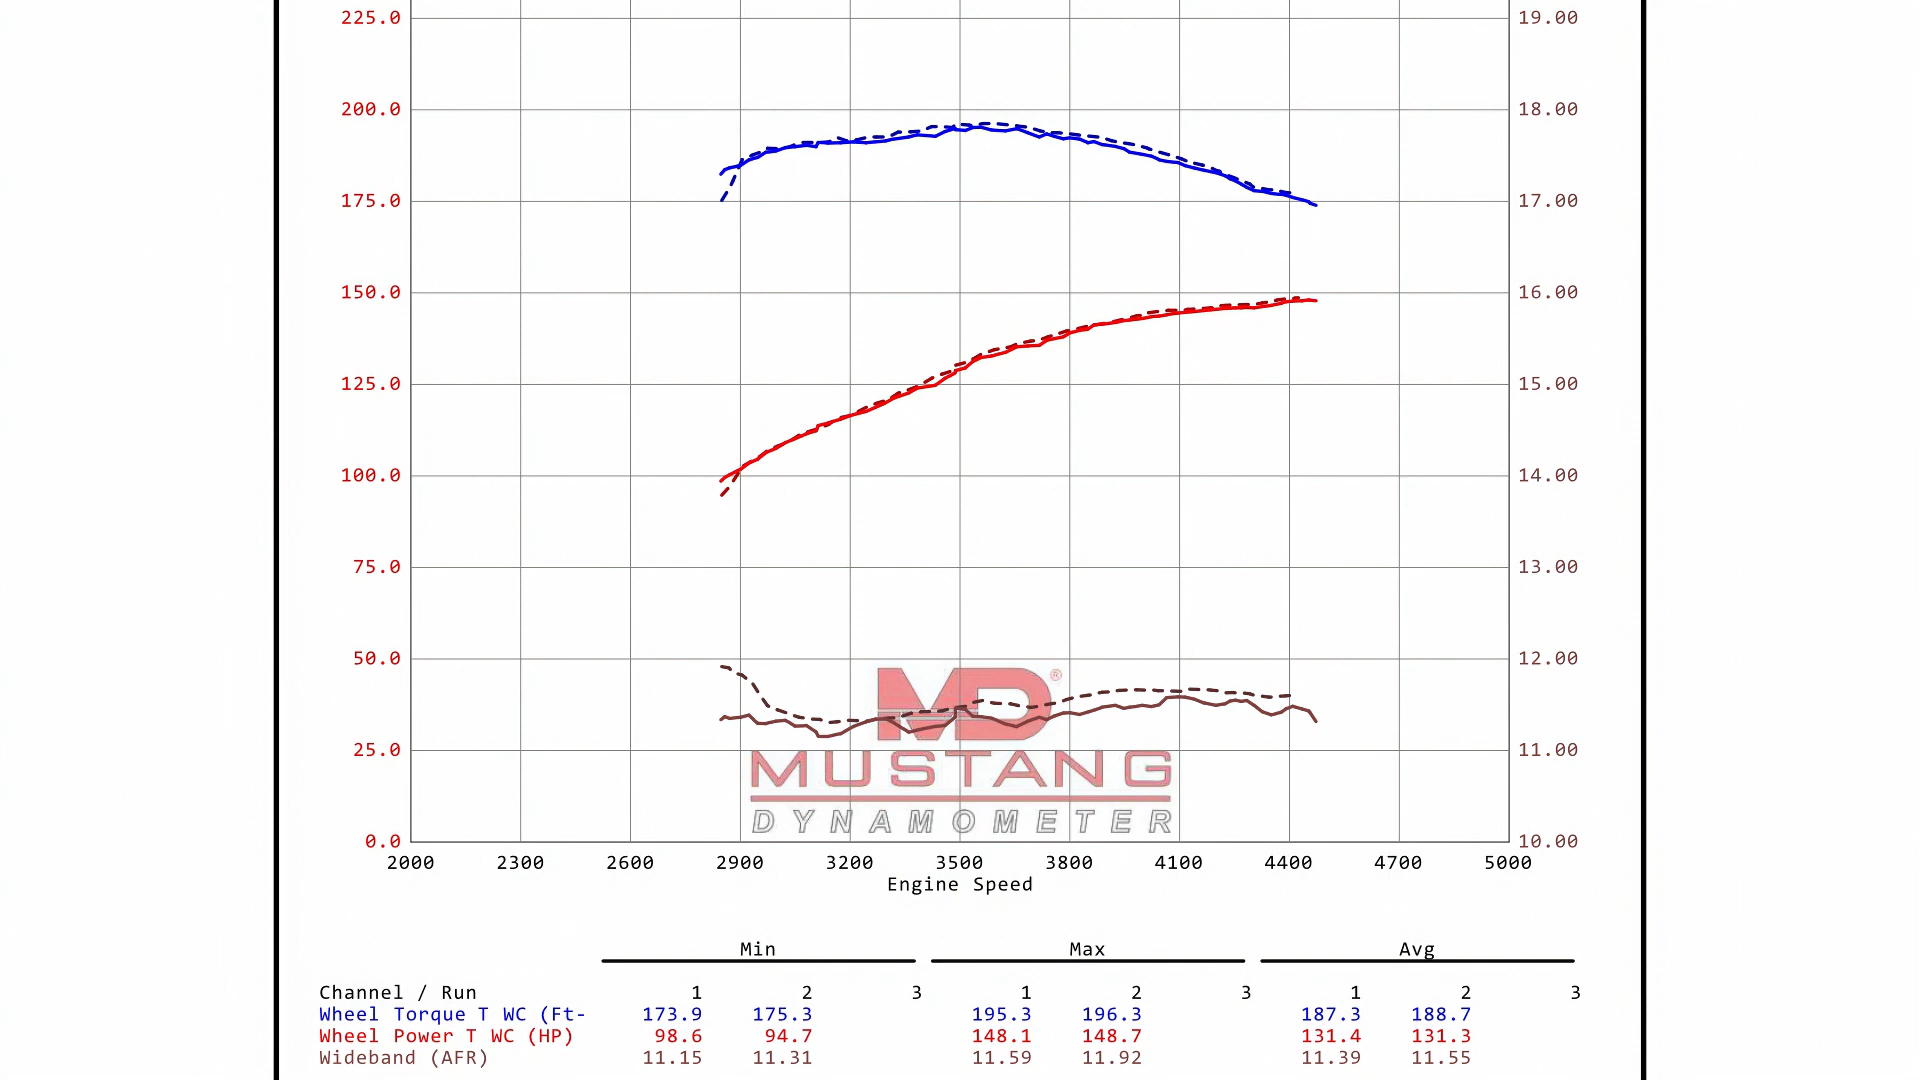 225.0 19.00
200.0 18.00
175.0 17.00
150.0 16.00
125.0 15.00
100.0 14.00
75.0 13.00
50.0 12.00
25.0 11.00
0.0 10.00
MD®
MUSTANG
DYNAMOMETER
2000 2300 2600 2900 3200 3500 3800 4100 4400 4700 5000
Engine Speed
Min Max Avg
Channel / Run 1 2 3 1 2 3 1 2 3
Wheel Torque T WC (Ft- 173.9 175.3 195.3 196.3 187.3 188.7
Wheel Power T WC (HP) 98.6 94.7 148.1 148.7 131.4 131.3
Wideband (AFR) 11.15 11.31 11.59 11.92 11.39 11.55